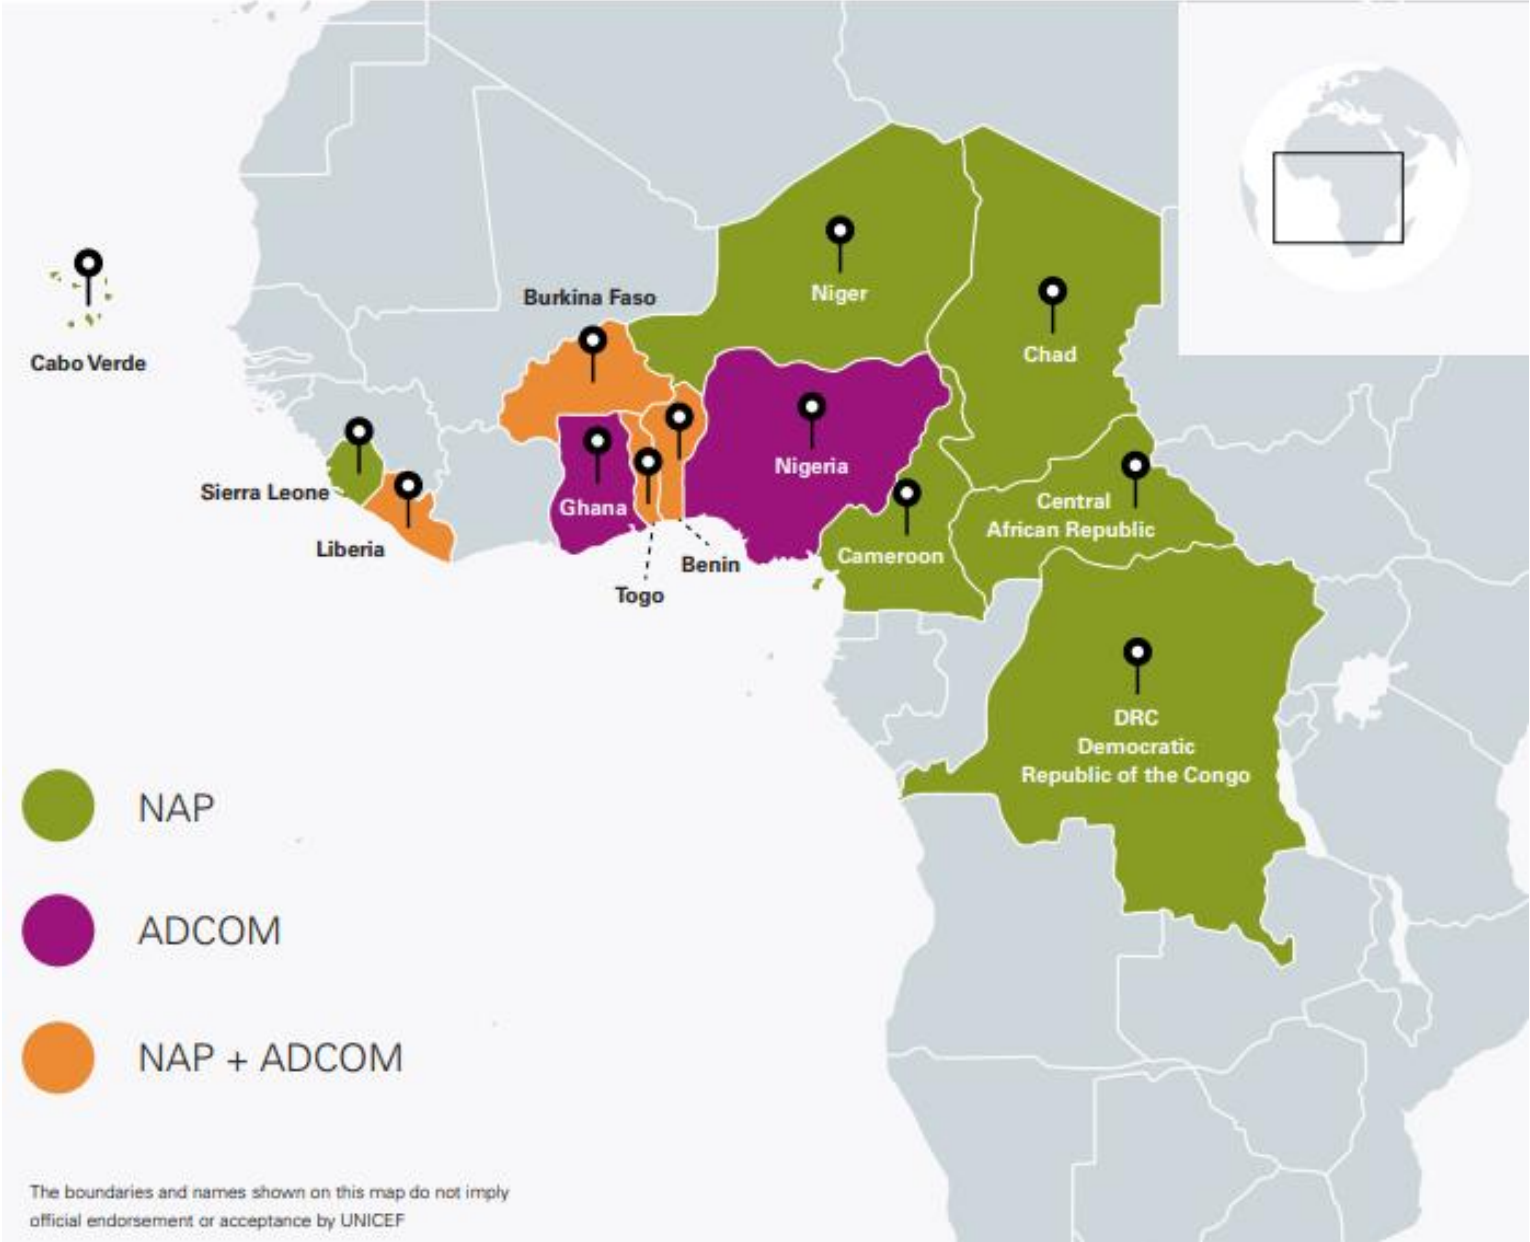 Niger
Burkina Faso
Chad
Cabo Verde
Nigeria
Sierra Leone
Ghana
Central
African Republic
Liberia
Cameroon
Benin
Togo
DRC
Democratic
Republic of the Congo
NAP
ADCOM
NAP + ADCOM
The boundaries and names shown on this map do not imply
official endorsement or acceptance by UNICEF